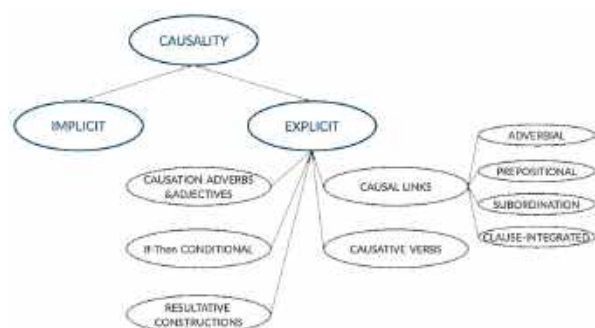 CAUSALITY
IMPLICIT
EXPLICIT
CAUSATION ADVERBS
&ADJECTIVES
IF-Then CONDITIONAL
RESULTATIVE
CONSTRUCTIONS
CAUSAL LINKS
CAUSATIVE VERBS
ADVERBIAL
PREPOSITIONAL
SUBORDINATION
CLAUSE-INTEGRATED